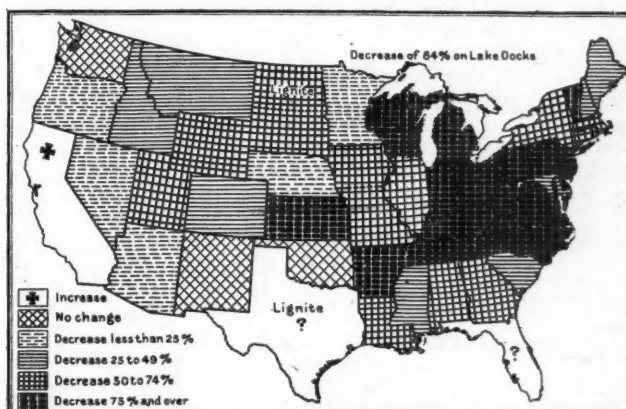 Decrease of 64% on Lake Docks
Lignite
Lignite
?
?
Increase
No change
Decrease less than 25%
Decrease 25 to 49%
Decrease 50 to 74%
Decrease 75% and over